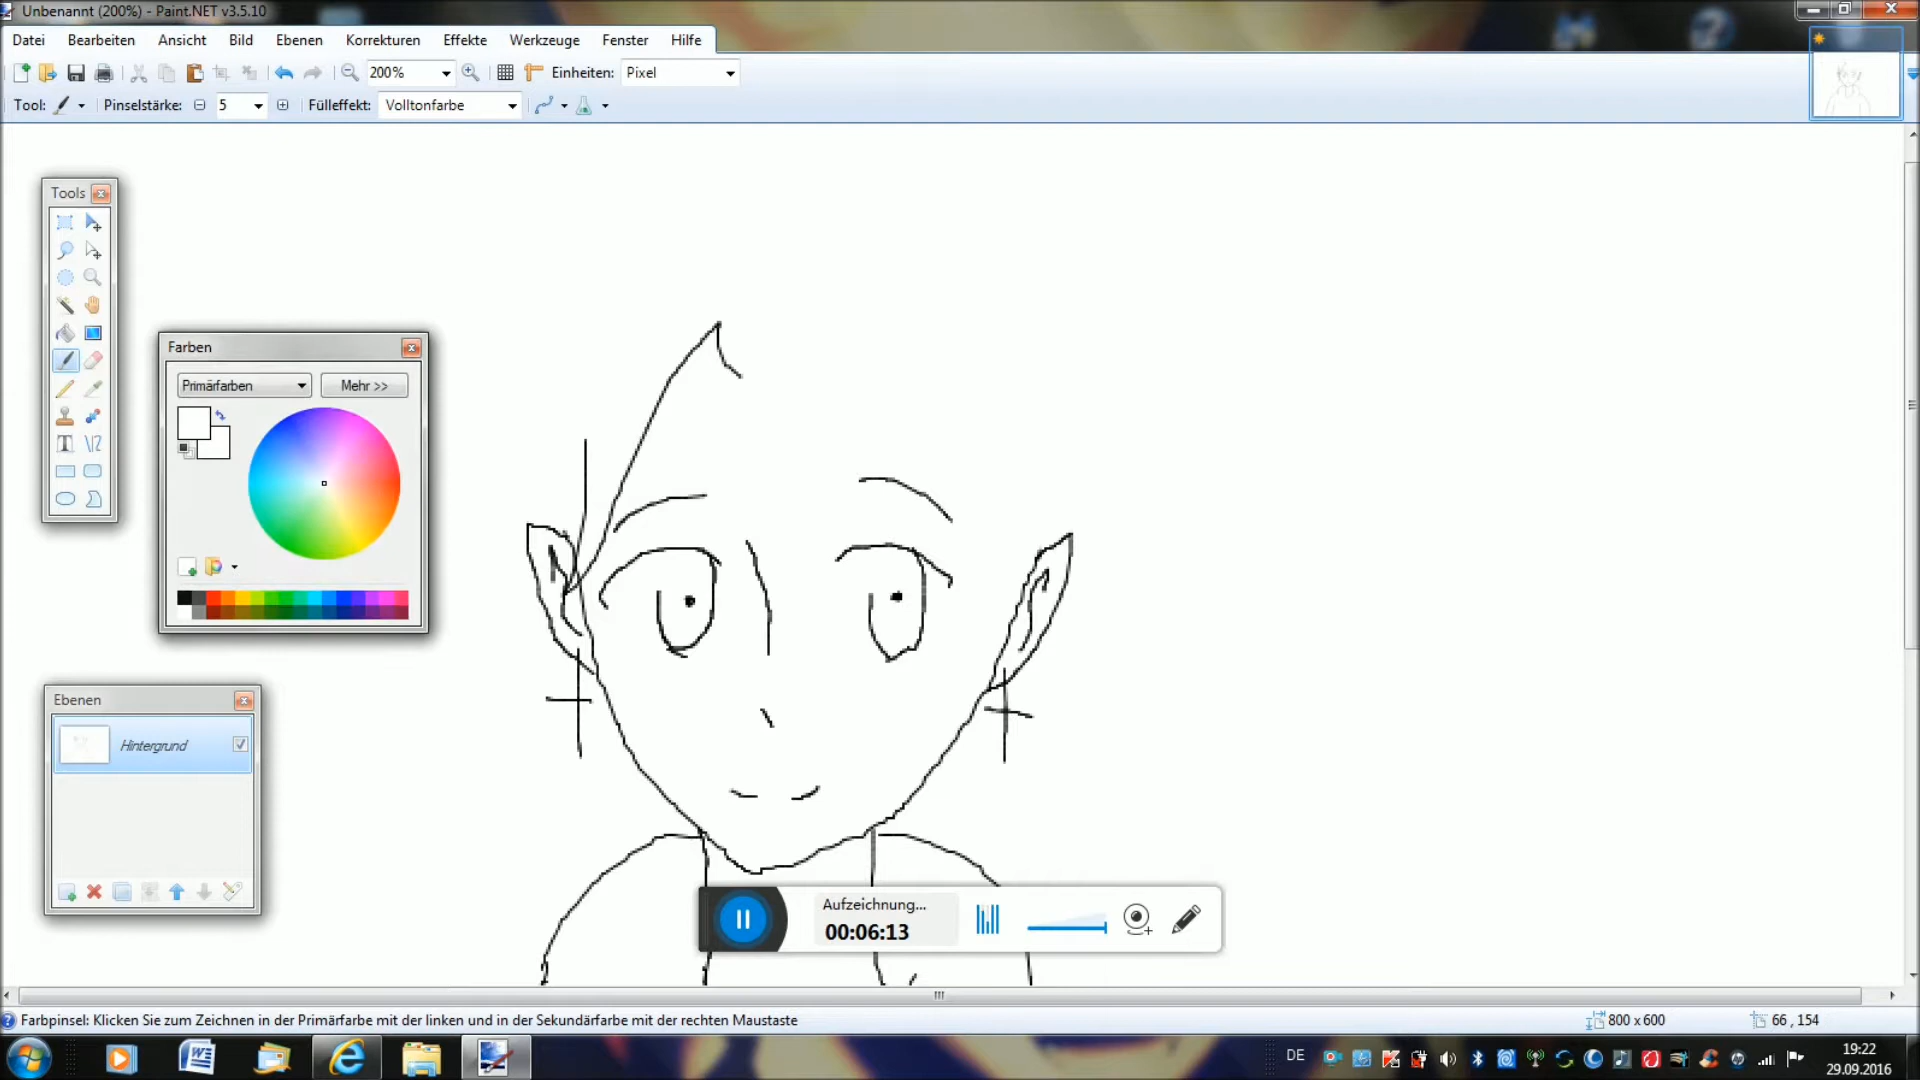 Unbenannt (200%) - Paint.NET v3.5.10
Datei Bearbeiten Ansicht Bild Ebenen Korrekturen Effekte Werkzeuge Fenster Hilfe
200% Einheiten: Pixel
Tool: Pinselstärke: 5 Fülleffekt: Volltonfarbe
Tools
Farben
Primärfarben Mehr >>
Ebenen
Hintergrund
Aufzeichnung...
00:06:13
Farbpinsel: Klicken Sie zum Zeichnen in der Primärfarbe mit der linken und in der Sekundärfarbe mit der rechten Maustaste 800 x 600 66 , 154
DE 19:22
29.09.2016